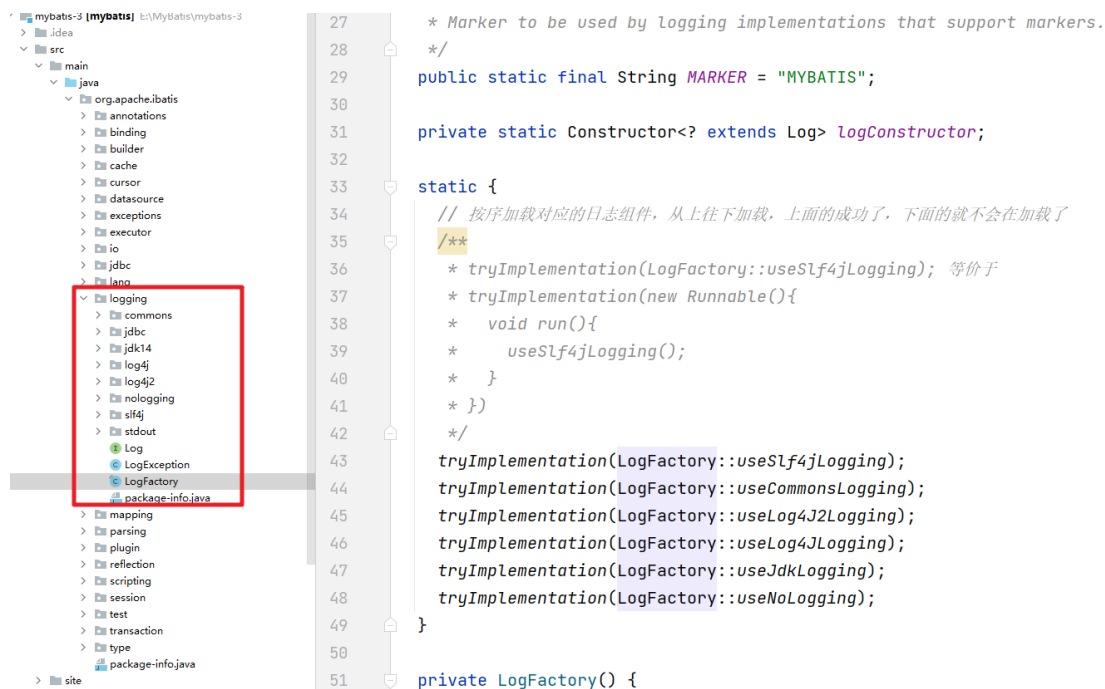 mybatis-3 [mybatis] E:\MyBatis\mybatis-3
.idea
src
main
java
org.apache.ibatis
annotations
binding
builder
cache
cursor
datasource
exceptions
executor
io
jdbc
lang
logging
commons
jdbc
jdk14
log4j
log4j2
nologging
slf4j
stdout
Log
LogException
LogFactory
package-info.java
mapping
parsing
plugin
reflection
scripting
session
test
transaction
type
package-info.java
site
27 * Marker to be used by logging implementations that support markers.
28 */
29 public static final String MARKER = "MYBATIS";
30
31 private static Constructor<? extends Log> logConstructor;
32
33 static {
34 // 按序加载对应的日志组件，从上往下加载，上面的成功了，下面的就不会在加载了
35 /**
36 * tryImplementation(LogFactory::useSlf4jLogging); 等价于
37 * tryImplementation(new Runnable(){
38 * void run(){
39 * useSlf4jLogging();
40 * }
41 * })
42 */
43 tryImplementation(LogFactory::useSlf4jLogging);
44 tryImplementation(LogFactory::useCommonsLogging);
45 tryImplementation(LogFactory::useLog4J2Logging);
46 tryImplementation(LogFactory::useLog4JLogging);
47 tryImplementation(LogFactory::useJdkLogging);
48 tryImplementation(LogFactory::useNoLogging);
49 }
50
51 private LogFactory() {